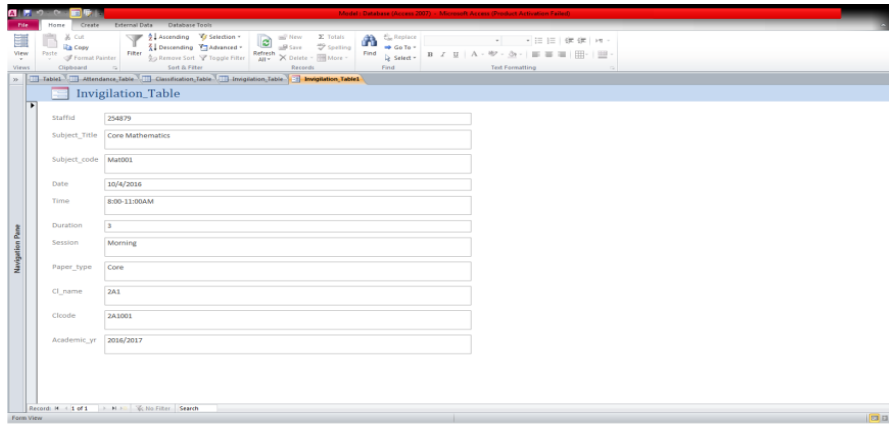 Model : Database (Access 2007) - Microsoft Access (Product Activation Failed)
File Home Create External Data Database Tools
View
Views
Paste
Cut
Copy
Format Painter
Clipboard
Filter
Ascending
Descending
Remove Sort
Selection
Advanced
Toggle Filter
Sort & Filter
Refresh All
New
Save
Delete
Totals
Spelling
More
Records
Find
Replace
Go To
Select
Find
B I U A
Text Formatting
Table1 Attendance_Table Classification_Table Invigilation_Table Invigilation_Table1
Invigilation_Table
Navigation Pane
Staffid 254879
Subject_Title Core Mathematics
Subject_code Mat001
Date 10/4/2016
Time 8:00-11:00AM
Duration 3
Session Morning
Paper_type Core
Cl_name 2A1
Clcode 2A1001
Academic_yr 2016/2017
Record: 1 of 1 No Filter Search
Form View